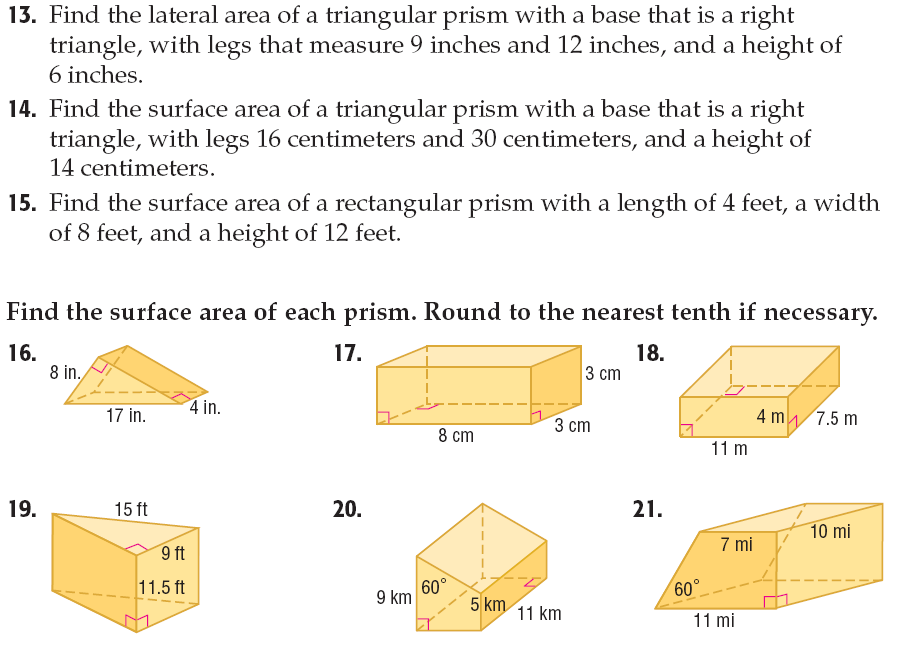 13. Find the lateral area of a triangular prism with a base that is a right
triangle, with legs that measure 9 inches and 12 inches, and a height of
6 inches.
14. Find the surface area of a triangular prism with a base that is a right
triangle, with legs 16 centimeters and 30 centimeters, and a height of
14 centimeters.
15. Find the surface area of a rectangular prism with a length of 4 feet, a width
of 8 feet, and a height of 12 feet.
Find the surface area of each prism. Round to the nearest tenth if necessary.
16.
8 in.
17 in.
4 in.
17.
3 cm
3 cm
8 cm
18.
4 m
7.5 m
11 m
19.
15 ft
9 ft
11.5 ft
20.
60°
9 km
5 km
11 km
21.
7 mi
10 mi
60°
11 mi